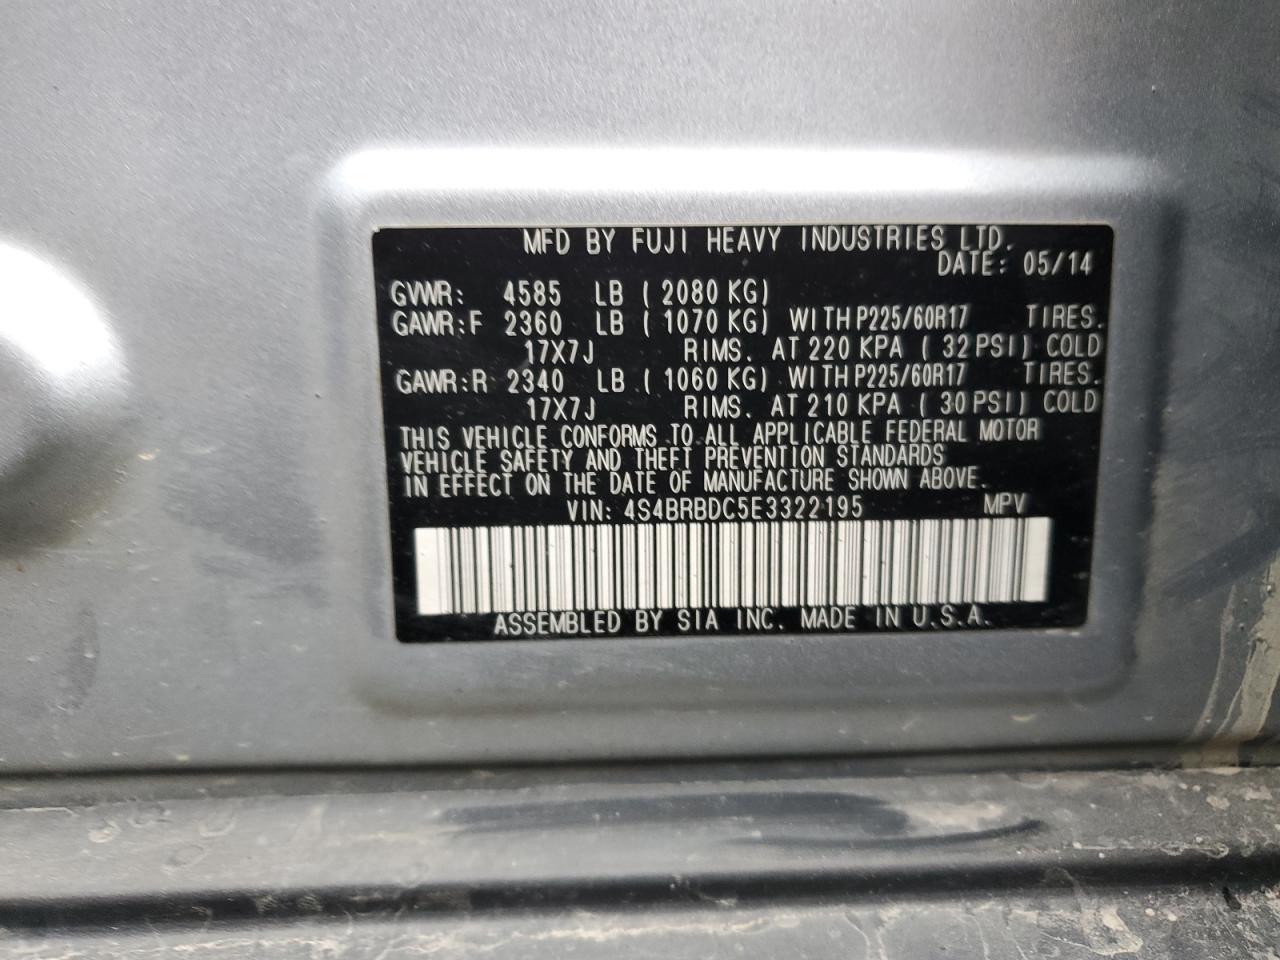 MFD BY FUJI HEAVY INDUSTRIES LTD.
DATE: 05/14
GVWR: 4585 LB ( 2080 KG)
GAWR:F 2360 LB ( 1070 KG) WITH P225/60R17 TIRES.
17X7J RIMS. AT 220 KPA ( 32 PSI) COLD
GAWR:R 2340 LB ( 1060 KG) WITH P225/60R17 TIRES.
17X7J RIMS. AT 210 KPA ( 30 PSI) COLD
THIS VEHICLE CONFORMS TO ALL APPLICABLE FEDERAL MOTOR
VEHICLE SAFETY AND THEFT PREVENTION STANDARDS
IN EFFECT ON THE DATE OF MANUFACTURE SHOWN ABOVE.
VIN: 4S4BRBDC5E3322195 MPV
ASSEMBLED BY SIA INC. MADE IN U.S.A.